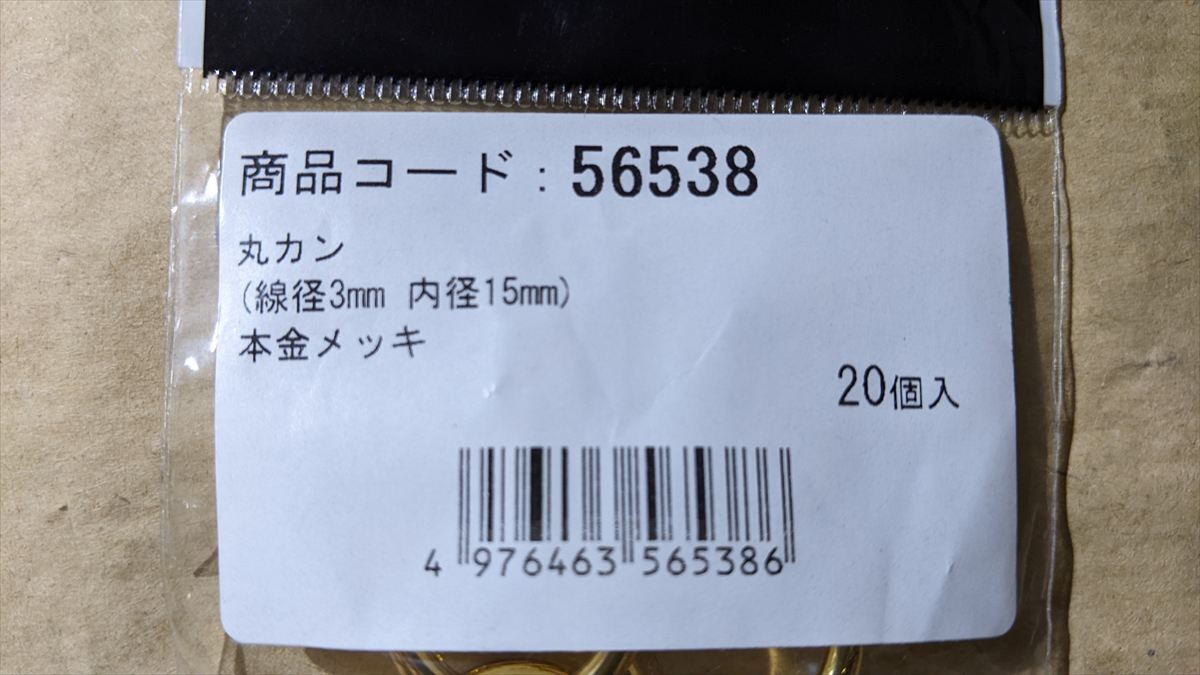 商品コード：56538
丸カン
(線径3mm 内径15mm)
本金メッキ
20個入
4 976463 565386